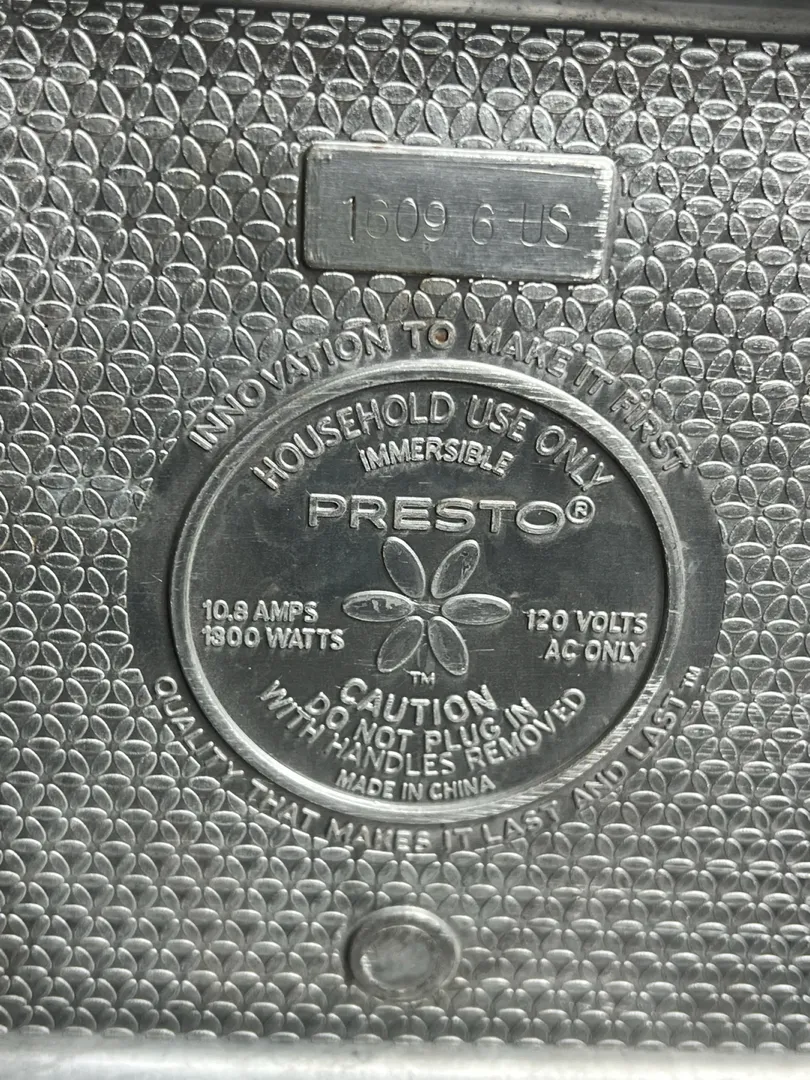 1609 6 US
INNOVATION TO MAKE IT FIRST
HOUSEHOLD USE ONLY
IMMERSIBLE
PRESTO®
10.8 AMPS
1300 WATTS
120 VOLTS
AC ONLY
TM
CAUTION
DO NOT PLUG IN
WITH HANDLES REMOVED
MADE IN CHINA
QUALITY THAT MAKES IT LAST AND LAST™